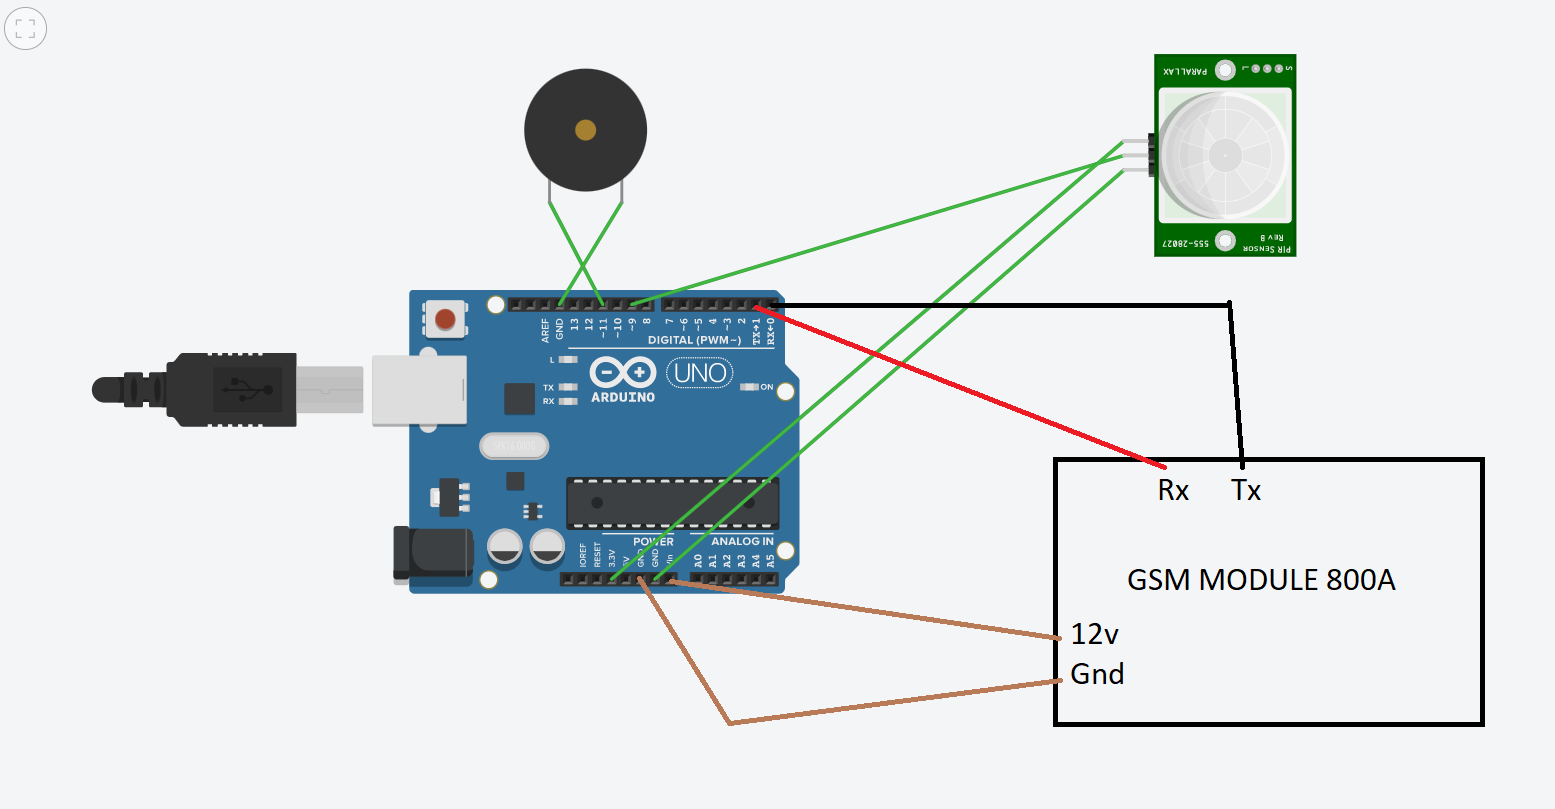 PARALLAX
L
S
555-28027
REV B
PIR SENSOR
AREF
GND
13
12
~11
~10
~9
8
7
~6
~5
4
~3
2
TX→1
RX←0
DIGITAL (PWM~)
L
TX
RX
UNO
ON
ARDUINO
Rx
Tx
POWER
ANALOG IN
IOREF
RESET
3.3V
5V
GND
GND
Vin
A0
A1
A2
A3
A4
A5
GSM MODULE 800A
12v
Gnd